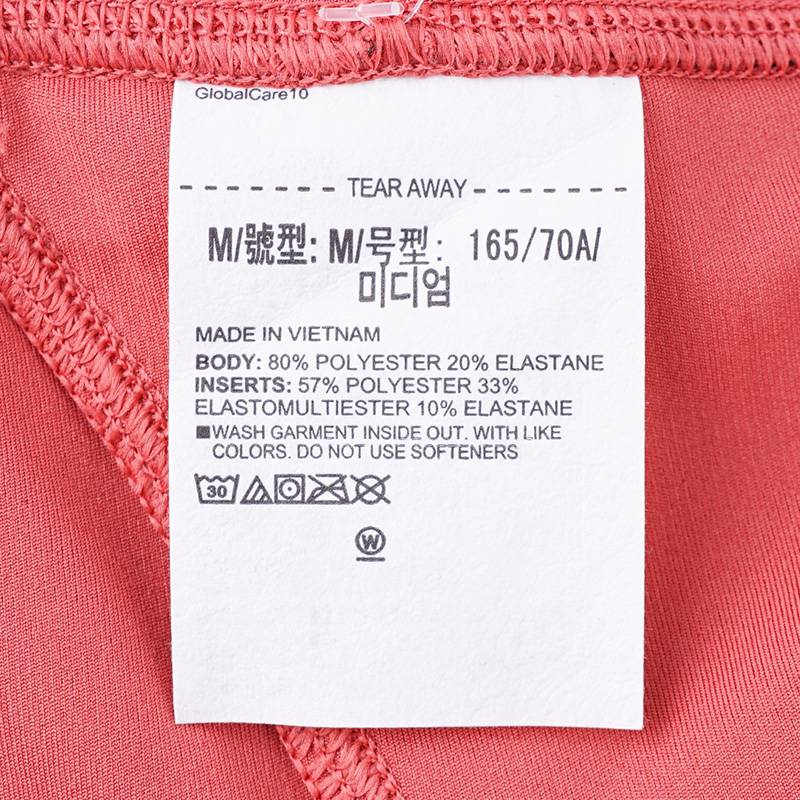 GlobalCare10
TEAR AWAY
M/號型: M/号型: 165/70A/
미디엄
MADE IN VIETNAM
BODY: 80% POLYESTER 20% ELASTANE
INSERTS: 57% POLYESTER 33%
ELASTOMULTIESTER 10% ELASTANE
WASH GARMENT INSIDE OUT. WITH LIKE
COLORS. DO NOT USE SOFTENERS
30
W